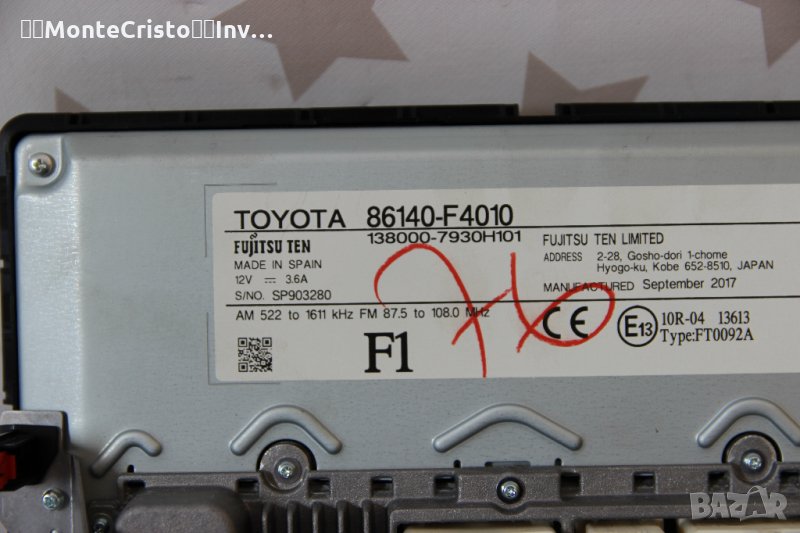 MonteCristo Inv...
TOYOTA 86140-F4010
FUJITSU TEN 138000-7930H101
MADE IN SPAIN
12V 3.6A
S/NO. SP903280
FUJITSU TEN LIMITED
ADDRESS 2-28, Gosho-dori 1-chome
Hyogo-ku, Kobe 652-8510, JAPAN
MANUFACTURED September 2017
AM 522 to 1611 kHz FM 87.5 to 108.0 MHz
F1
76
CE
E13 10R-04 13613
Type:FT0092A
BAZAR